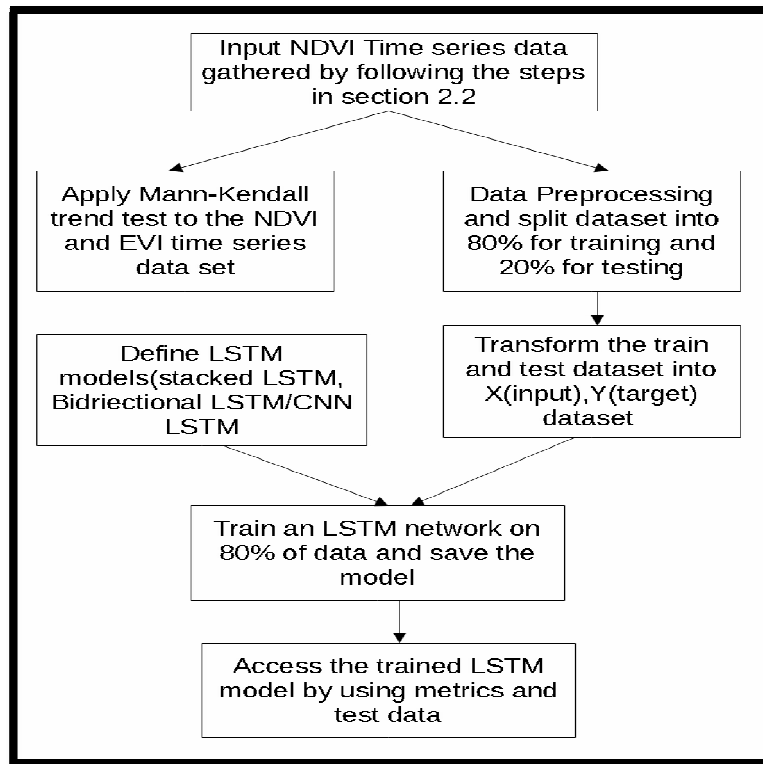 Input NDVI Time series data
gathered by following the steps
in section 2.2
Apply Mann-Kendall
trend test to the NDVI
and EVI time series
data set
Data Preprocessing
and split dataset into
80% for training and
20% for testing
Define LSTM
models(stacked LSTM,
Bidriectional LSTM/CNN
LSTM
Transform the train
and test dataset into
X(input),Y(target)
dataset
Train an LSTM network on
80% of data and save the
model
Access the trained LSTM
model by using metrics and
test data